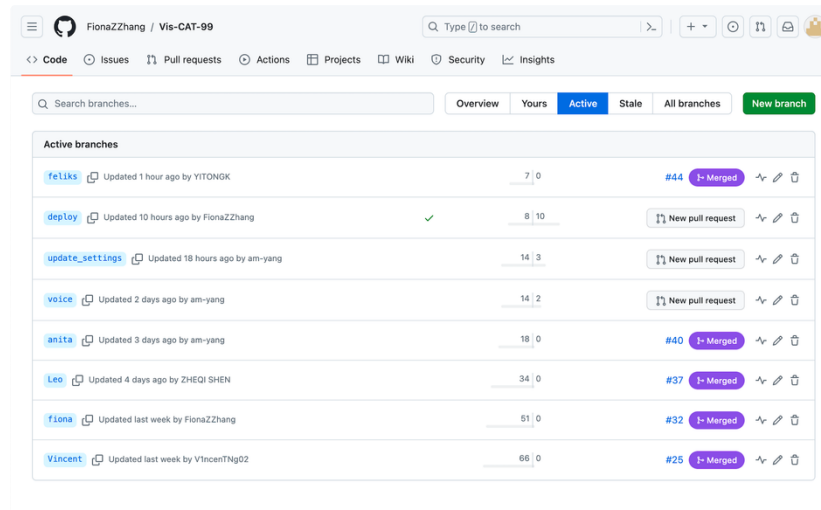 FionaZZhang / Vis-CAT-99
Type / to search
Code Issues Pull requests Actions Projects Wiki Security Insights
Search branches...
Overview Yours Active Stale All branches New branch
Active branches
feliks Updated 1 hour ago by YITONGK 7 0 #44 Merged
deploy Updated 10 hours ago by FionaZZhang 8 10 New pull request
update_settings Updated 18 hours ago by am-yang 14 3 New pull request
voice Updated 2 days ago by am-yang 14 2 New pull request
anita Updated 3 days ago by am-yang 18 0 #40 Merged
Leo Updated 4 days ago by ZHEQI SHEN 34 0 #37 Merged
fiona Updated last week by FionaZZhang 51 0 #32 Merged
Vincent Updated last week by V1ncenTNg02 66 0 #25 Merged